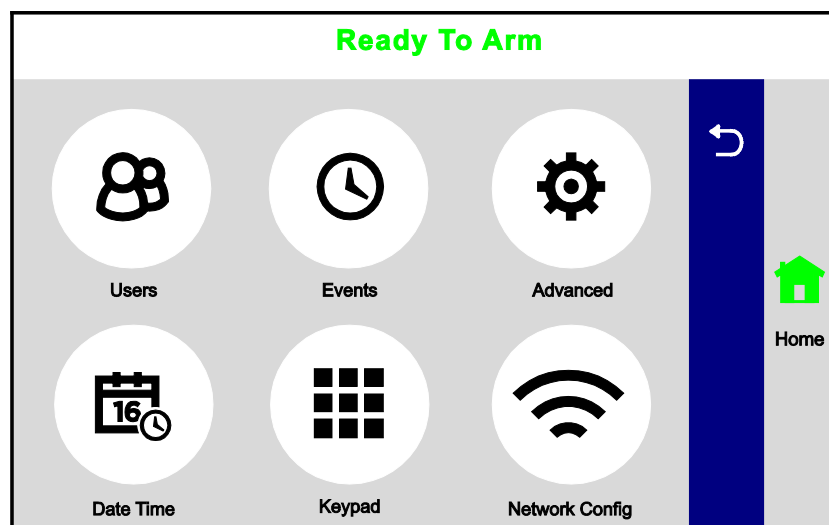 Ready To Arm
Users
Events
Advanced
Home
16
Date Time
Keypad
Network Config